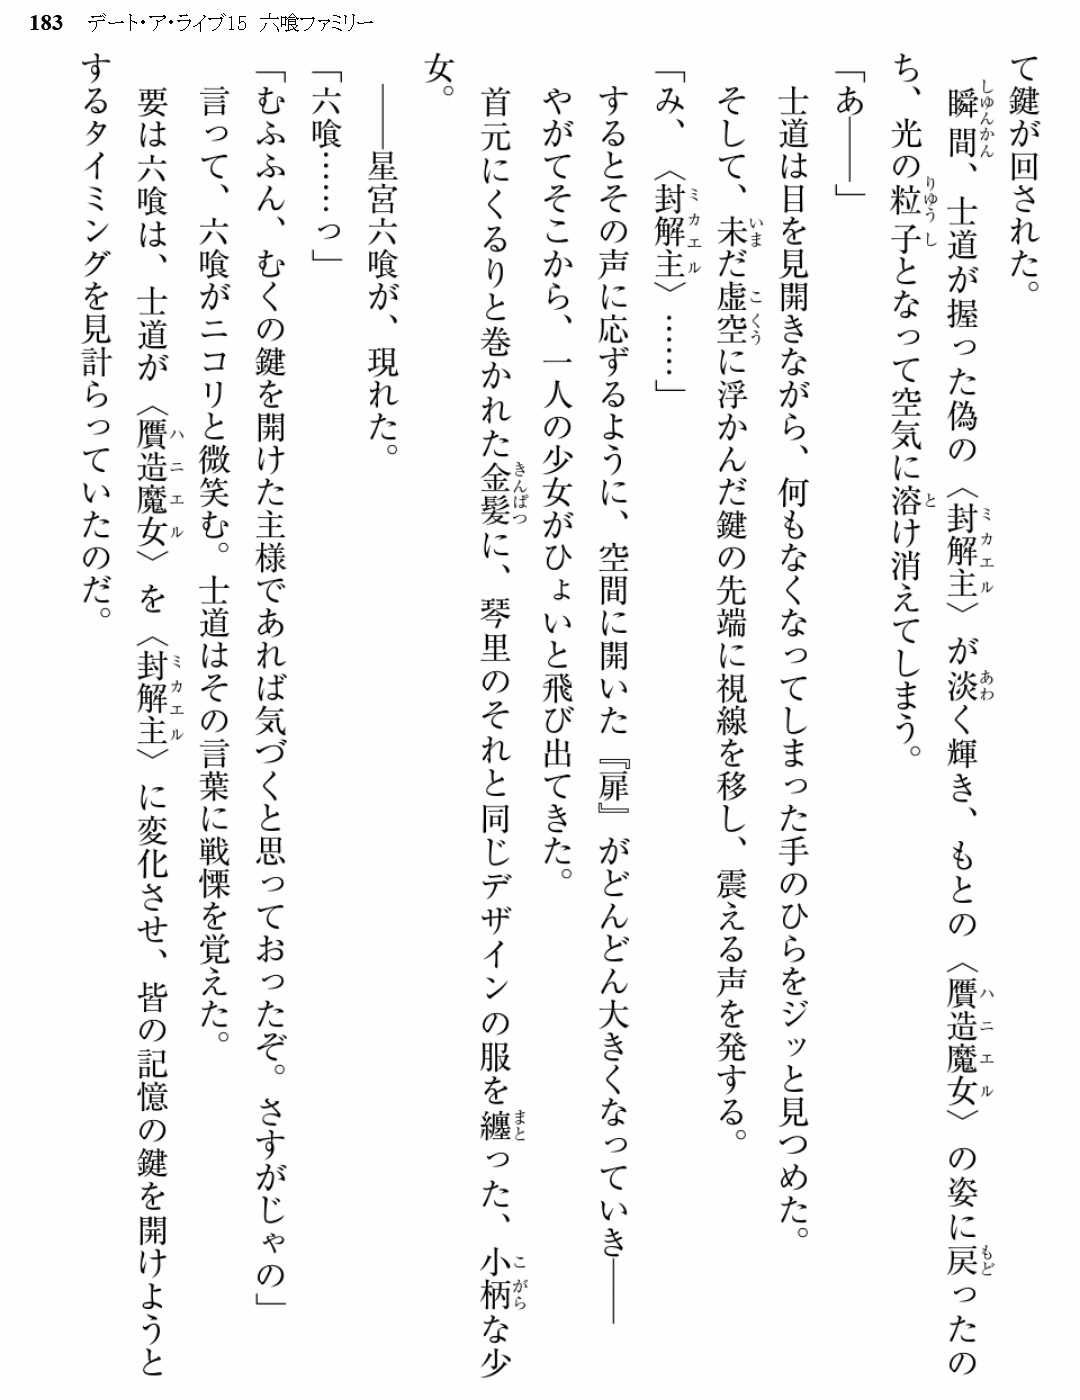 183 デート・ア・ライブ15 六喰ファミリー
て鍵が回された。
瞬間、士道が握った偽の〈封解主〉が淡く輝き、もとの〈贋造魔女〉の姿に戻ったの
ち、光の粒子となって空気に溶け消えてしまう。
「あ――」
士道は目を見開きながら、何もなくなってしまった手のひらをジッと見つめた。
そして、未だ虚空に浮かんだ鍵の先端に視線を移し、震える声を発する。
「み、〈封解主〉……」
するとその声に応ずるように、空間に開いた『扉』がどんどん大きくなっていき――
やがてそこから、一人の少女がひょいと飛び出てきた。
首元にくるりと巻かれた金髪に、琴里のそれと同じデザインの服を纏った、小柄な少
女。
――星宮六喰が、現れた。
「六喰……っ」
「むふふん、むくの鍵を開けた主様であれば気づくと思っておったぞ。さすがじゃの」
言って、六喰がニコリと微笑む。士道はその言葉に戦慄を覚えた。
要は六喰は、士道が〈贋造魔女〉を〈封解主〉に変化させ、皆の記憶の鍵を開けようと
するタイミングを見計らっていたのだ。